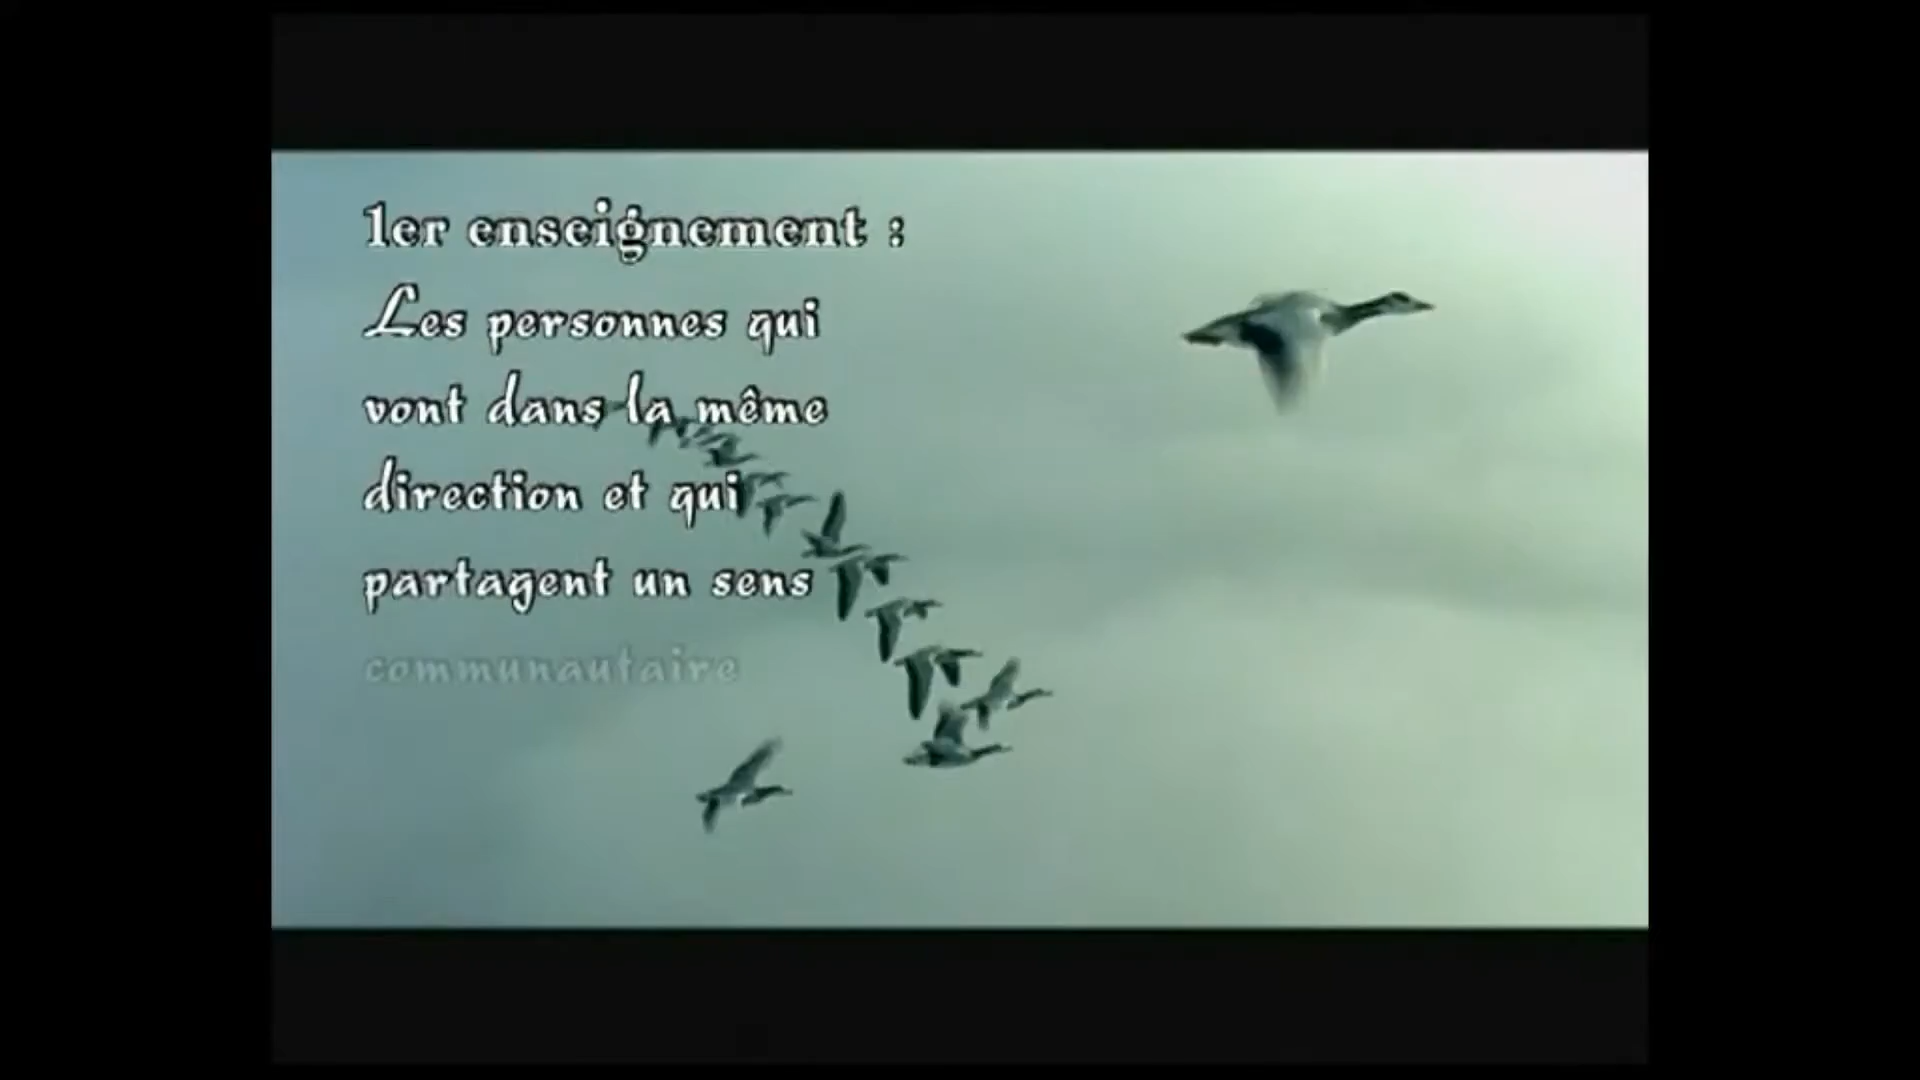 1er enseignement :
Les personnes qui
vont dans la même
direction et qui
partagent un sens
communautaire